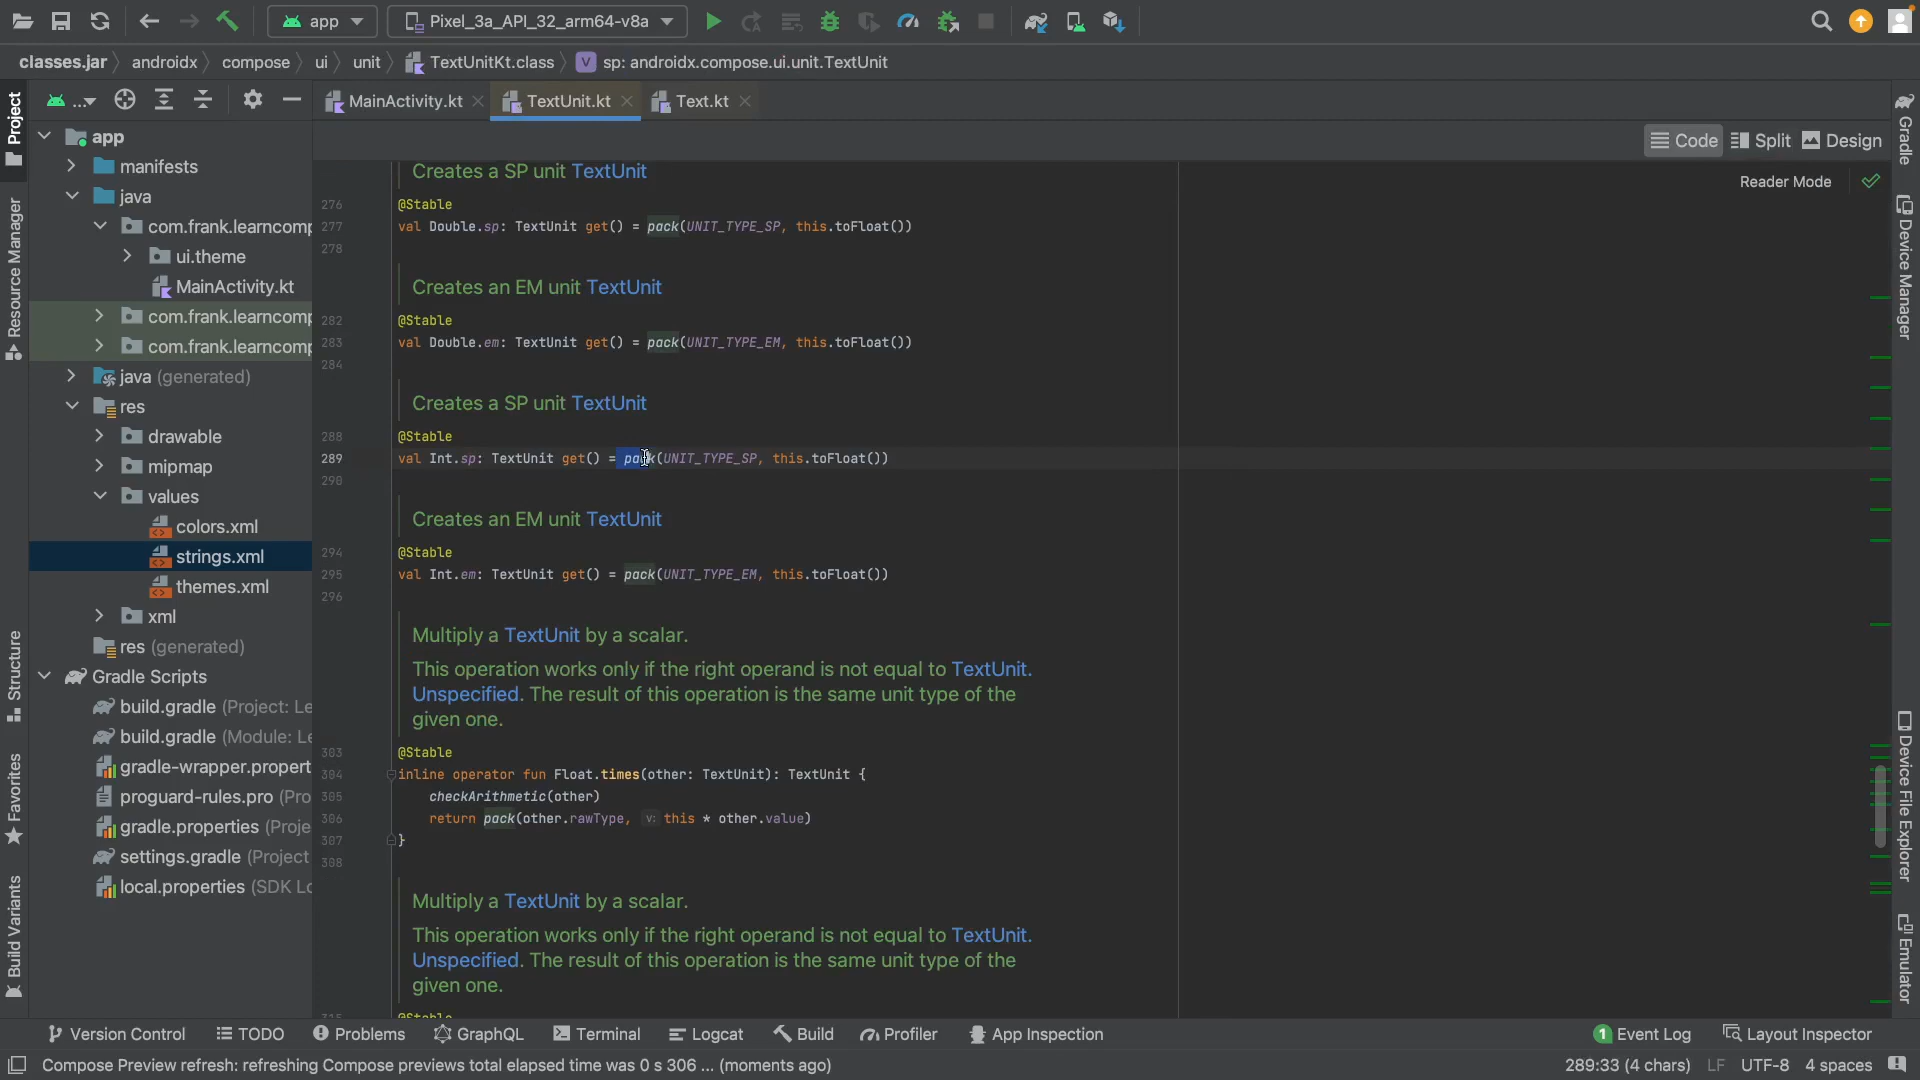 app
Pixel_3a_API_32_arm64-v8a
classes.jar androidx compose ui unit TextUnitKt.class V sp: androidx.compose.ui.unit.TextUnit
Project
...
MainActivity.kt
TextUnit.kt
Text.kt
Gradle
Code
Split
Design
Reader Mode
app
manifests
java
com.frank.learncomp
ui.theme
MainActivity.kt
com.frank.learncomp
com.frank.learncomp
java (generated)
res
drawable
mipmap
values
colors.xml
strings.xml
themes.xml
xml
res (generated)
Gradle Scripts
build.gradle (Project: Le
build.gradle (Module: Le
gradle-wrapper.propert
proguard-rules.pro (Pro
gradle.properties (Proje
settings.gradle (Project
local.properties (SDK Lo
Resource Manager
Structure
Favorites
Build Variants
Creates a SP unit TextUnit
276 @Stable
277 val Double.sp: TextUnit get() = pack(UNIT_TYPE_SP, this.toFloat())
278
Creates an EM unit TextUnit
282 @Stable
283 val Double.em: TextUnit get() = pack(UNIT_TYPE_EM, this.toFloat())
284
Creates a SP unit TextUnit
288 @Stable
289 val Int.sp: TextUnit get() = pack(UNIT_TYPE_SP, this.toFloat())
290
Creates an EM unit TextUnit
294 @Stable
295 val Int.em: TextUnit get() = pack(UNIT_TYPE_EM, this.toFloat())
296
Multiply a TextUnit by a scalar.
This operation works only if the right operand is not equal to TextUnit.
Unspecified. The result of this operation is the same unit type of the
given one.
303 @Stable
304 inline operator fun Float.times(other: TextUnit): TextUnit {
305 checkArithmetic(other)
306 return pack(other.rawType, v: this * other.value)
307 }
308
Multiply a TextUnit by a scalar.
This operation works only if the right operand is not equal to TextUnit.
Unspecified. The result of this operation is the same unit type of the
given one.
315 @Stable
Device Manager
Device File Explorer
Emulator
Version Control
TODO
Problems
GraphQL
Terminal
Logcat
Build
Profiler
App Inspection
1 Event Log
Layout Inspector
Compose Preview refresh: refreshing Compose previews total elapsed time was 0 s 306 ... (moments ago)
289:33 (4 chars) LF UTF-8 4 spaces